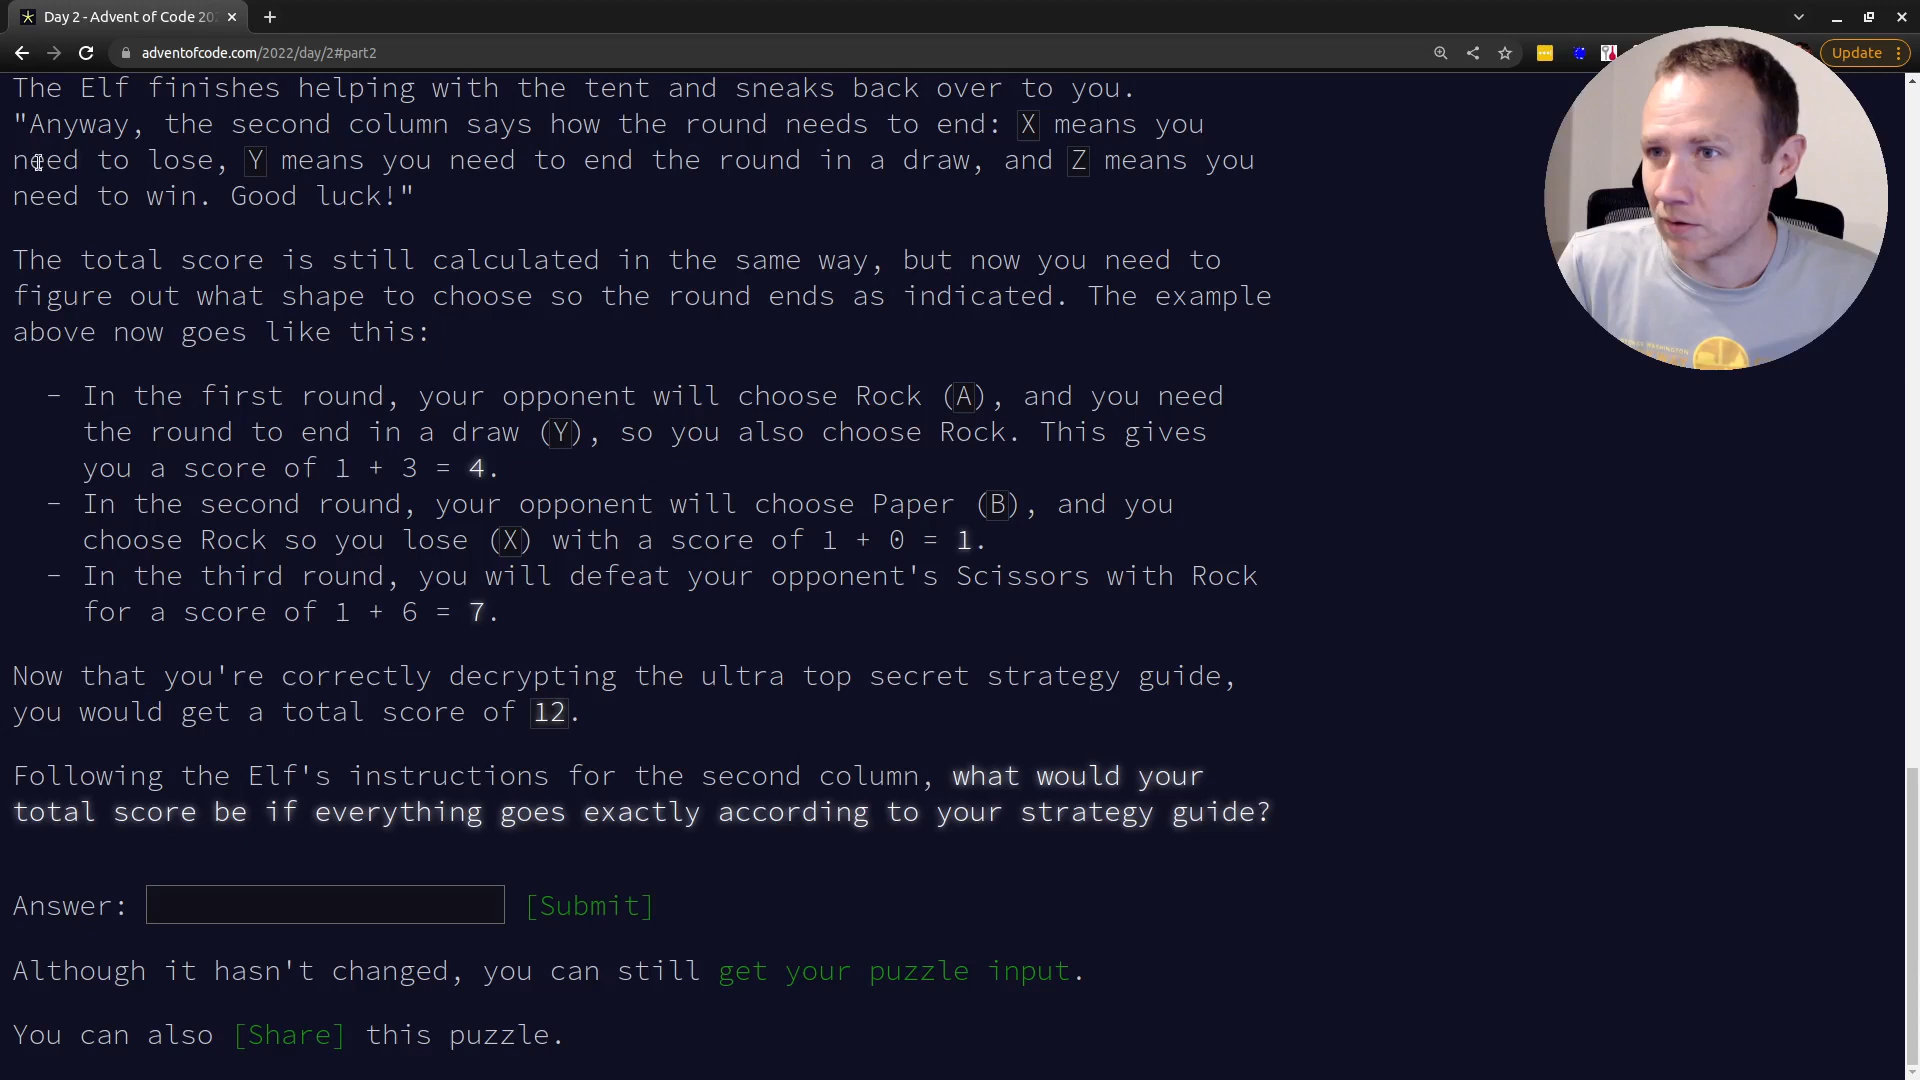 Day 2 - Advent of Code 20
adventofcode.com/2022/day/2#part2
Update
The Elf finishes helping with the tent and sneaks back over to you.
"Anyway, the second column says how the round needs to end: X means you
need to lose, Y means you need to end the round in a draw, and Z means you
need to win. Good luck!"
The total score is still calculated in the same way, but now you need to
figure out what shape to choose so the round ends as indicated. The example
above now goes like this:
- In the first round, your opponent will choose Rock (A), and you need
the round to end in a draw (Y), so you also choose Rock. This gives
you a score of 1 + 3 = 4.
- In the second round, your opponent will choose Paper (B), and you
choose Rock so you lose (X) with a score of 1 + 0 = 1.
- In the third round, you will defeat your opponent's Scissors with Rock
for a score of 1 + 6 = 7.
Now that you're correctly decrypting the ultra top secret strategy guide,
you would get a total score of 12.
Following the Elf's instructions for the second column, what would your
total score be if everything goes exactly according to your strategy guide?
Answer: [Submit]
Although it hasn't changed, you can still get your puzzle input.
You can also [Share] this puzzle.